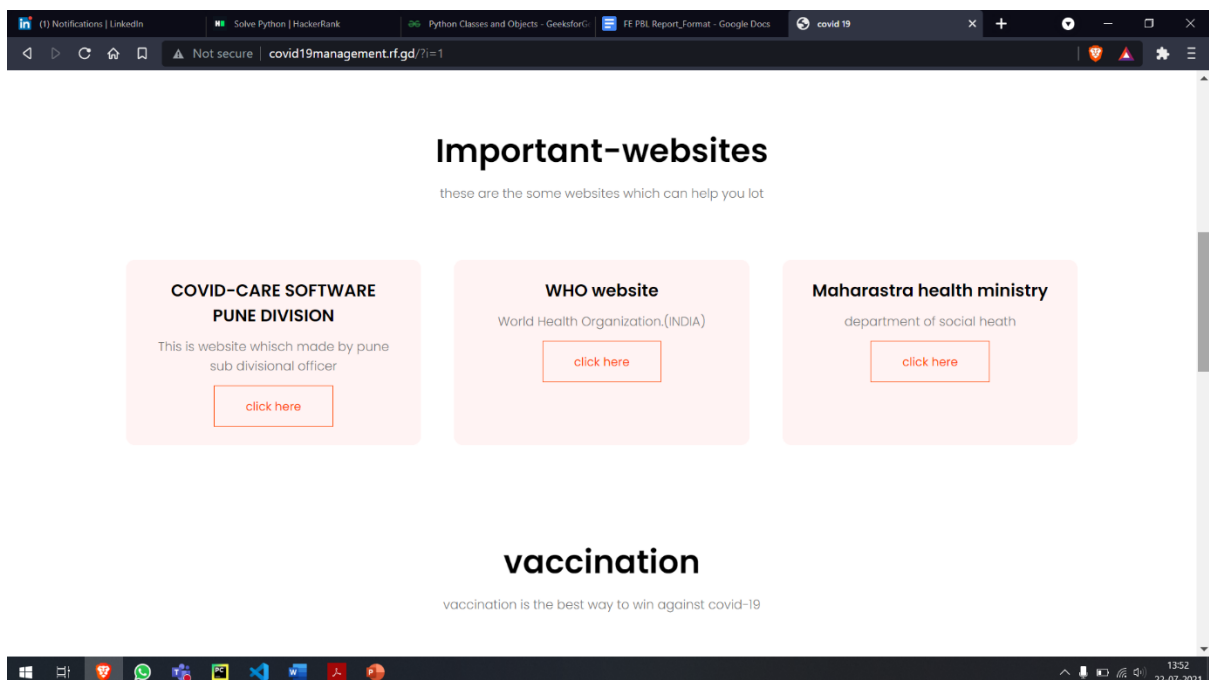 (1) Notifications | LinkedIn
Solve Python | HackerRank
Python Classes and Objects - GeeksforGe
FE PBL Report_Format - Google Docs
covid 19
Not secure | covid19management.rf.gd/?i=1
Important-websites
these are the some websites which can help you lot
COVID-CARE SOFTWARE
PUNE DIVISION
This is website whisch made by pune
sub divisional officer
click here
WHO website
World Health Organization.(INDIA)
click here
Maharastra health ministry
department of social heath
click here
vaccination
vaccination is the best way to win against covid-19
13:52
22-07-2021